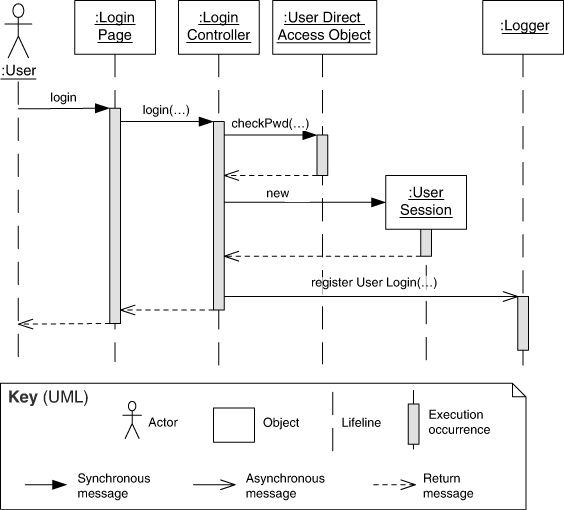 :User
:Login
Page
:Login
Controller
:User Direct
Access Object
:Logger
login
login(…)
checkPwd(…)
new
:User
Session
register User Login(…)
Key (UML)
Actor
Object
Lifeline
Execution
occurrence
Synchronous
message
Asynchronous
message
Return
message